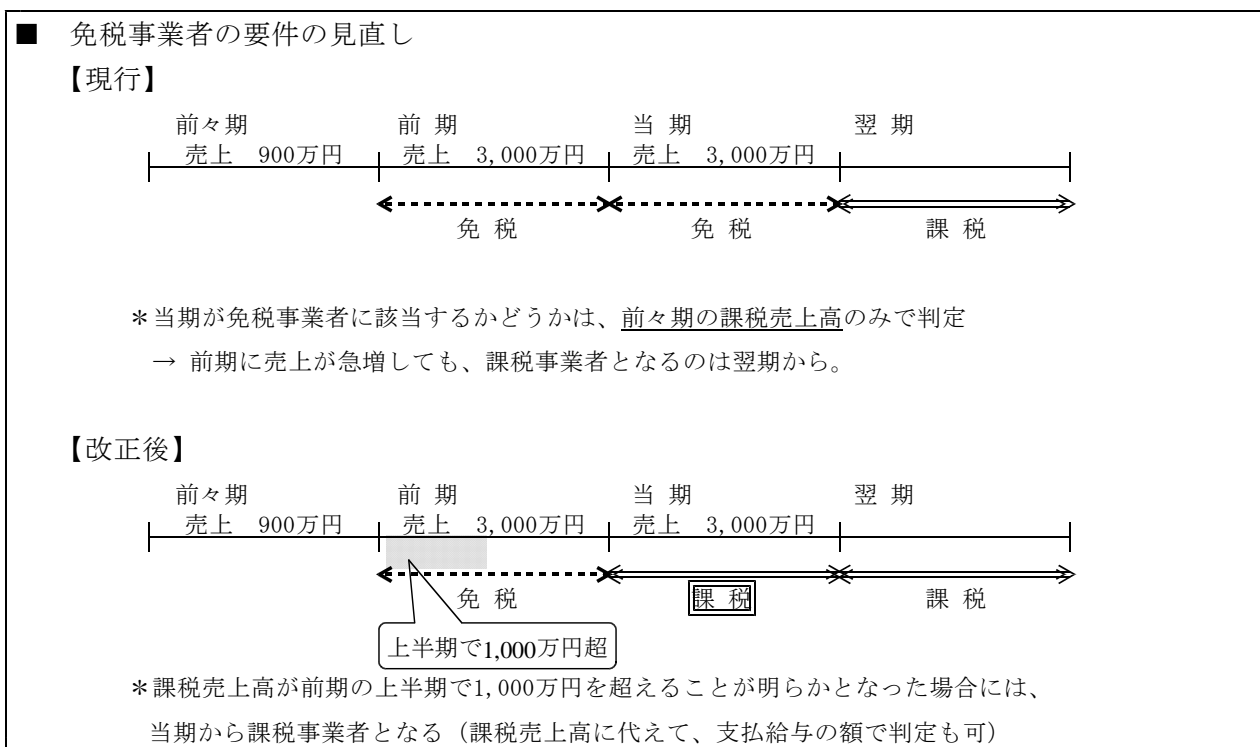 ■ 免税事業者の要件の見直し
【現行】
前々期 前 期 当 期 翌 期
売上 900万円 売上 3,000万円 売上 3,000万円
免 税 免 税 課 税
*当期が免税事業者に該当するかどうかは、前々期の課税売上高のみで判定
→ 前期に売上が急増しても、課税事業者となるのは翌期から。
【改正後】
前々期 前 期 当 期 翌 期
売上 900万円 売上 3,000万円 売上 3,000万円
免 税 課 税 課 税
上半期で1,000万円超
*課税売上高が前期の上半期で1,000万円を超えることが明らかとなった場合には、
当期から課税事業者となる(課税売上高に代えて、支払給与の額で判定も可)